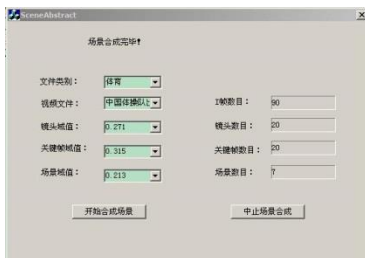 SceneAbstract
场景合成完毕!
文件类别： 体育
视频文件： 中国体操队 I帧数目： 90
镜头域值： 0.271 镜头数目： 20
关键帧域值： 0.315 关键帧数目： 20
场景域值： 0.213 场景数目： 7
开始合成场景 中止场景合成